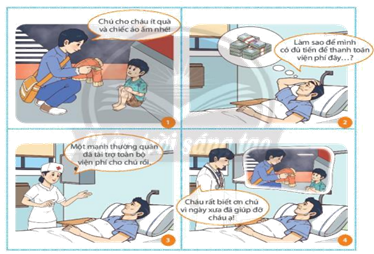 Chú cho cháu ít quà
và chiếc áo ấm nhé!
1
Làm sao để mình
có đủ tiền để thanh toán
viện phí đây...?
2
Một mạnh thường quân
đã tài trợ toàn bộ
viện phí cho chú rồi.
3
Cháu rất biết ơn chú
vì ngày xưa đã giúp đỡ
cháu ạ!
4